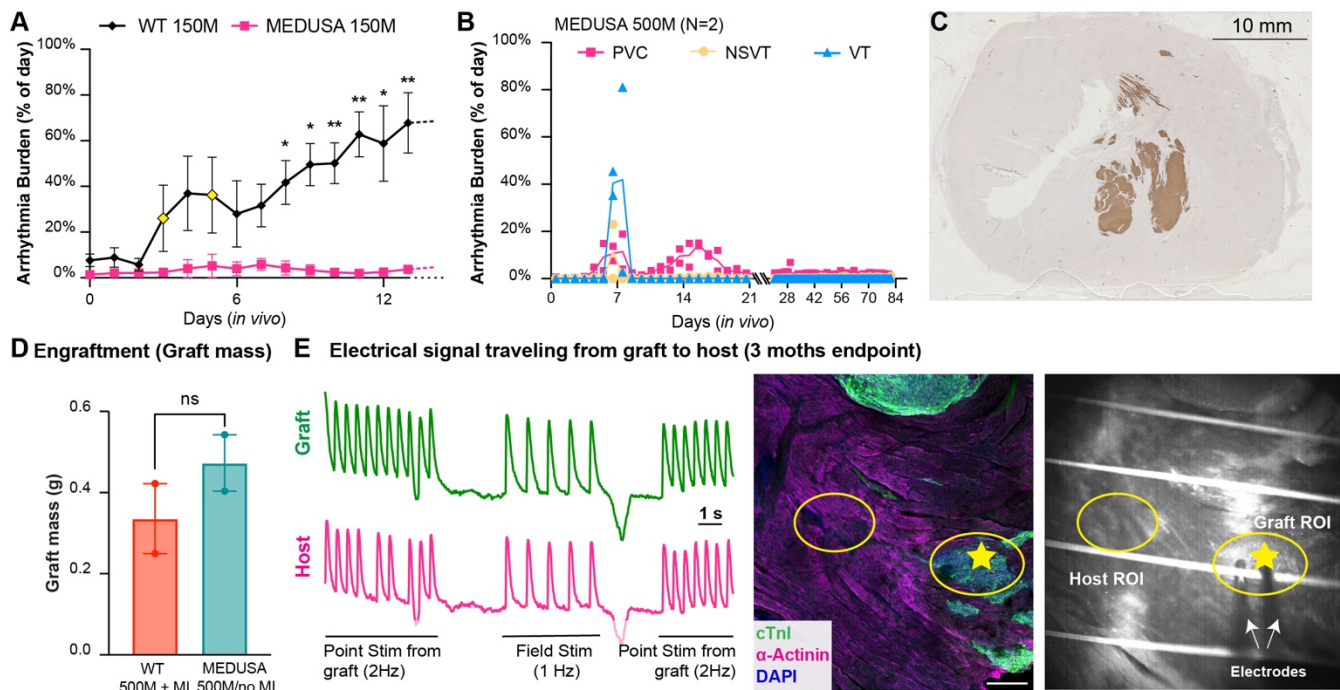 A
WT 150M
MEDUSA 150M
100%
80%
60%
40%
20%
0%
Arrhythmia Burden (% of day)
*
*
**
**
*
**
0
6
12
Days (in vivo)
B
MEDUSA 500M (N=2)
PVC
NSVT
VT
100%
80%
60%
40%
20%
0%
Arrhythmia Burden (% of day)
0
7
14
21
28
42
56
70
84
Days (in vivo)
C
10 mm
D Engraftment (Graft mass)
0.6
0.4
0.2
0.0
Graft mass (g)
ns
WT
500M + MI
MEDUSA
500M/no MI
E Electrical signal traveling from graft to host (3 moths endpoint)
Graft
Host
1 s
Point Stim from
graft (2Hz)
Field Stim
(1 Hz)
Point Stim from
graft (2Hz)
cTnI
α-Actinin
DAPI
Graft ROI
Host ROI
Electrodes